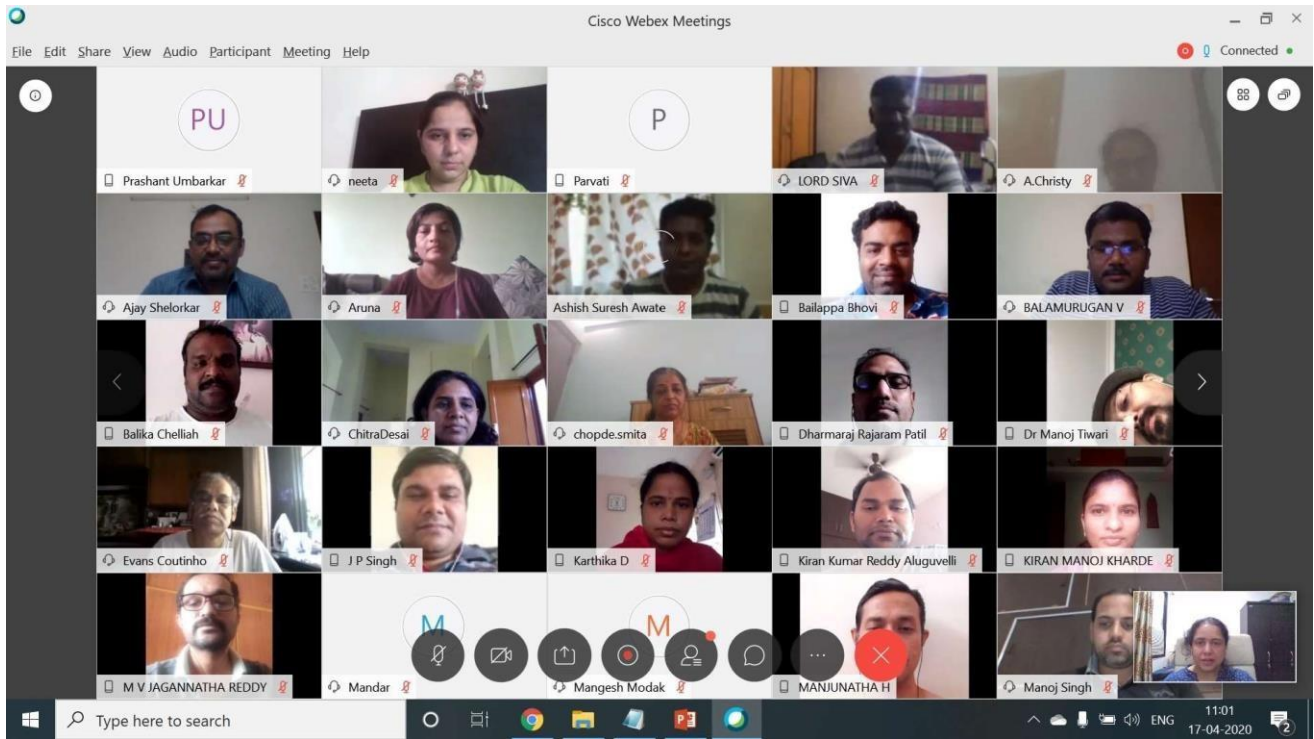 Cisco Webex Meetings
File Edit Share View Audio Participant Meeting Help
Connected
PU
P
Prashant Umbarkar
neeta
Parvati
LORD SIVA
A.Christy
Ajay Shelorkar
Aruna
Ashish Suresh Awate
Bailappa Bhovi
BALAMURUGAN V
Balika Chelliah
ChitraDesai
chopde.smita
Dharmaraj Rajaram Patil
Dr Manoj Tiwari
Evans Coutinho
J P Singh
Karthika D
Kiran Kumar Reddy Aluguvelli
KIRAN MANOJ KHARDE
M
M
M V JAGANNATHA REDDY
Mandar
Mangesh Modak
MANJUNATHA H
Manoj Singh
Type here to search
ENG
11:01
17-04-2020
2